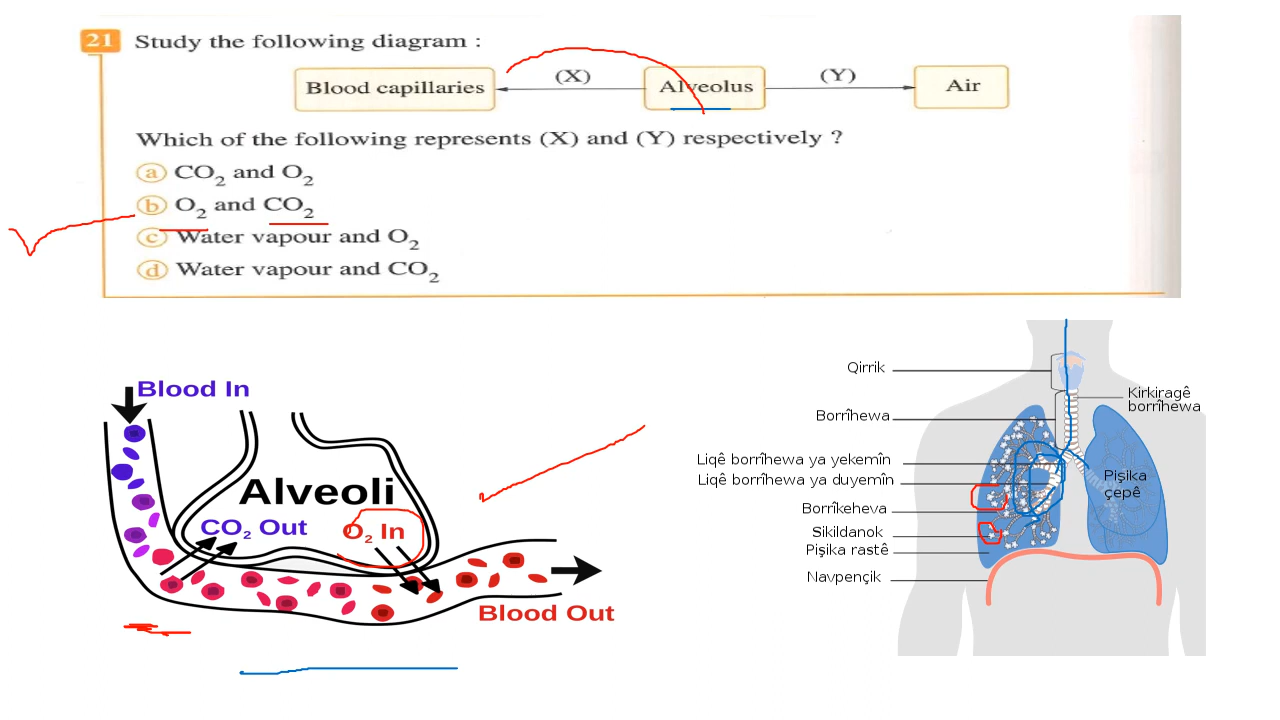 21 Study the following diagram :
Blood capillaries (X) Alveolus (Y) Air
Which of the following represents (X) and (Y) respectively ?
a CO₂ and O₂
b O₂ and CO₂
c Water vapour and O₂
d Water vapour and CO₂
Blood In
Alveoli
CO₂ Out
O₂ In
Blood Out
Qirrik
Kirkiragê
borrîhewa
Borrîhewa
Liqê borrîhewa ya yekemîn
Liqê borrîhewa ya duyemîn
Pişika
çepê
Borrîkeheva
Sikildanok
Pişika rastê
Navpençik